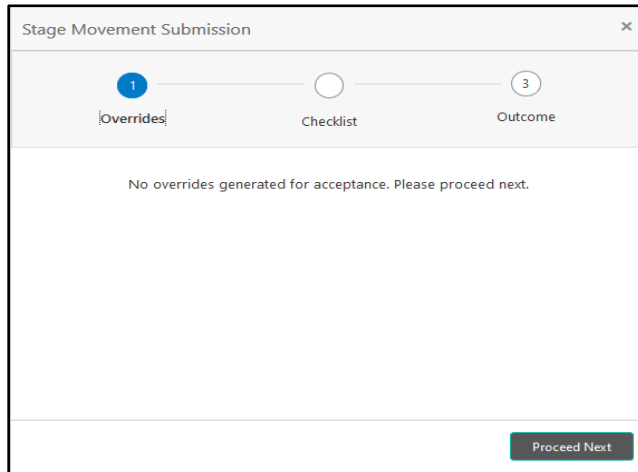 Stage Movement Submission ×
1 3
Overrides Checklist Outcome
No overrides generated for acceptance. Please proceed next.
Proceed Next